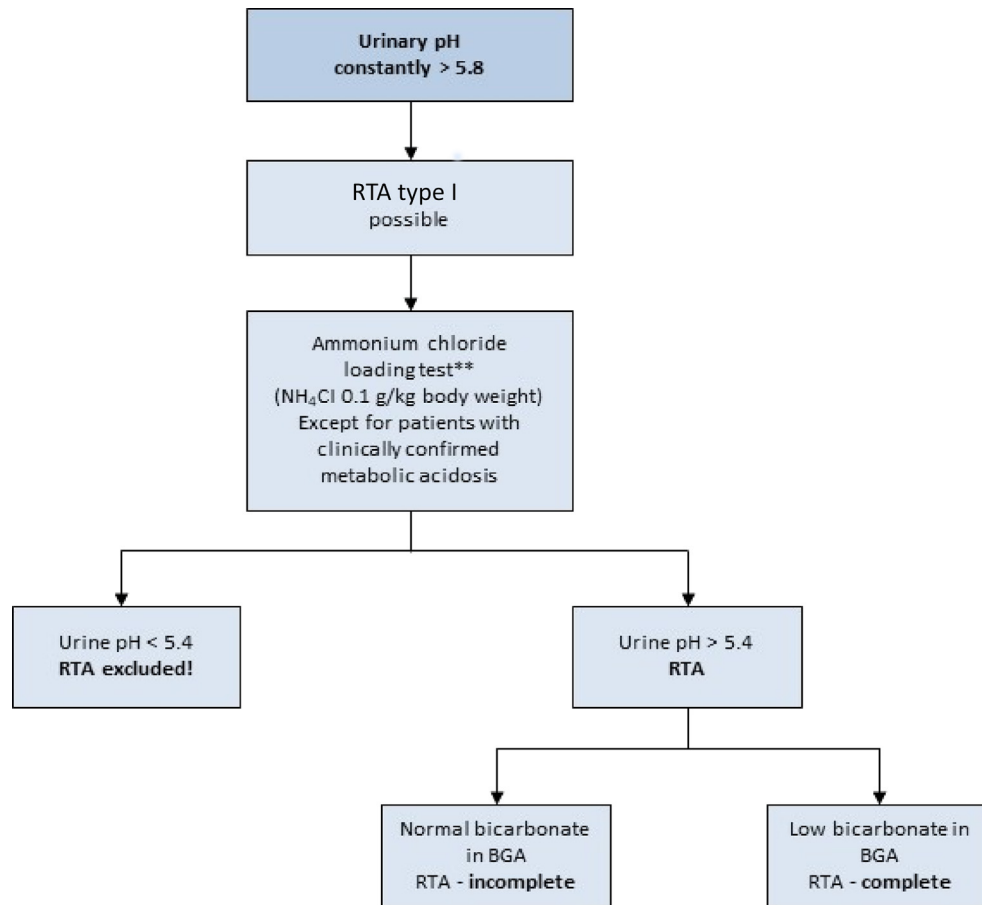 Urinary pH
constantly > 5.8
RTA type I
possible
Ammonium chloride
loading test**
(NH₄Cl 0.1 g/kg body weight)
Except for patients with
clinically confirmed
metabolic acidosis
Urine pH < 5.4
RTA excluded!
Urine pH > 5.4
RTA
Normal bicarbonate
in BGA
RTA - incomplete
Low bicarbonate in
BGA
RTA - complete